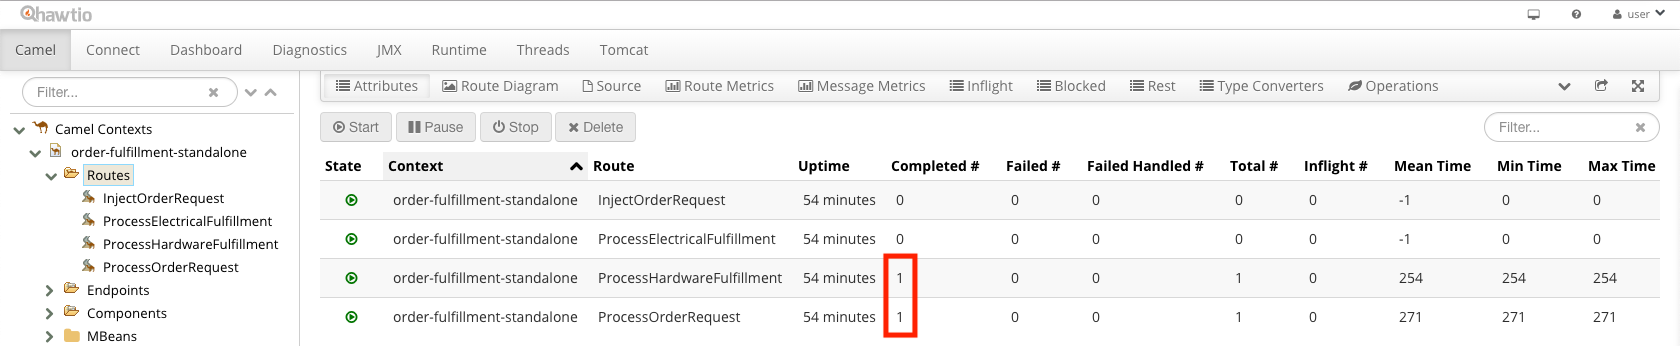 hawtio
user
Camel Connect Dashboard Diagnostics JMX Runtime Threads Tomcat
Filter...
Attributes Route Diagram Source Route Metrics Message Metrics Inflight Blocked Rest Type Converters Operations
Start Pause Stop Delete
Filter...
Camel Contexts
order-fulfillment-standalone
Routes
InjectOrderRequest
ProcessElectricalFulfillment
ProcessHardwareFulfillment
ProcessOrderRequest
Endpoints
Components
MBeans
State Context Route Uptime Completed # Failed # Failed Handled # Total # Inflight # Mean Time Min Time Max Time
order-fulfillment-standalone InjectOrderRequest 54 minutes 0 0 0 0 0 -1 0 0
order-fulfillment-standalone ProcessElectricalFulfillment 54 minutes 0 0 0 0 0 -1 0 0
order-fulfillment-standalone ProcessHardwareFulfillment 54 minutes 1 0 0 1 0 254 254 254
order-fulfillment-standalone ProcessOrderRequest 54 minutes 1 0 0 1 0 271 271 271